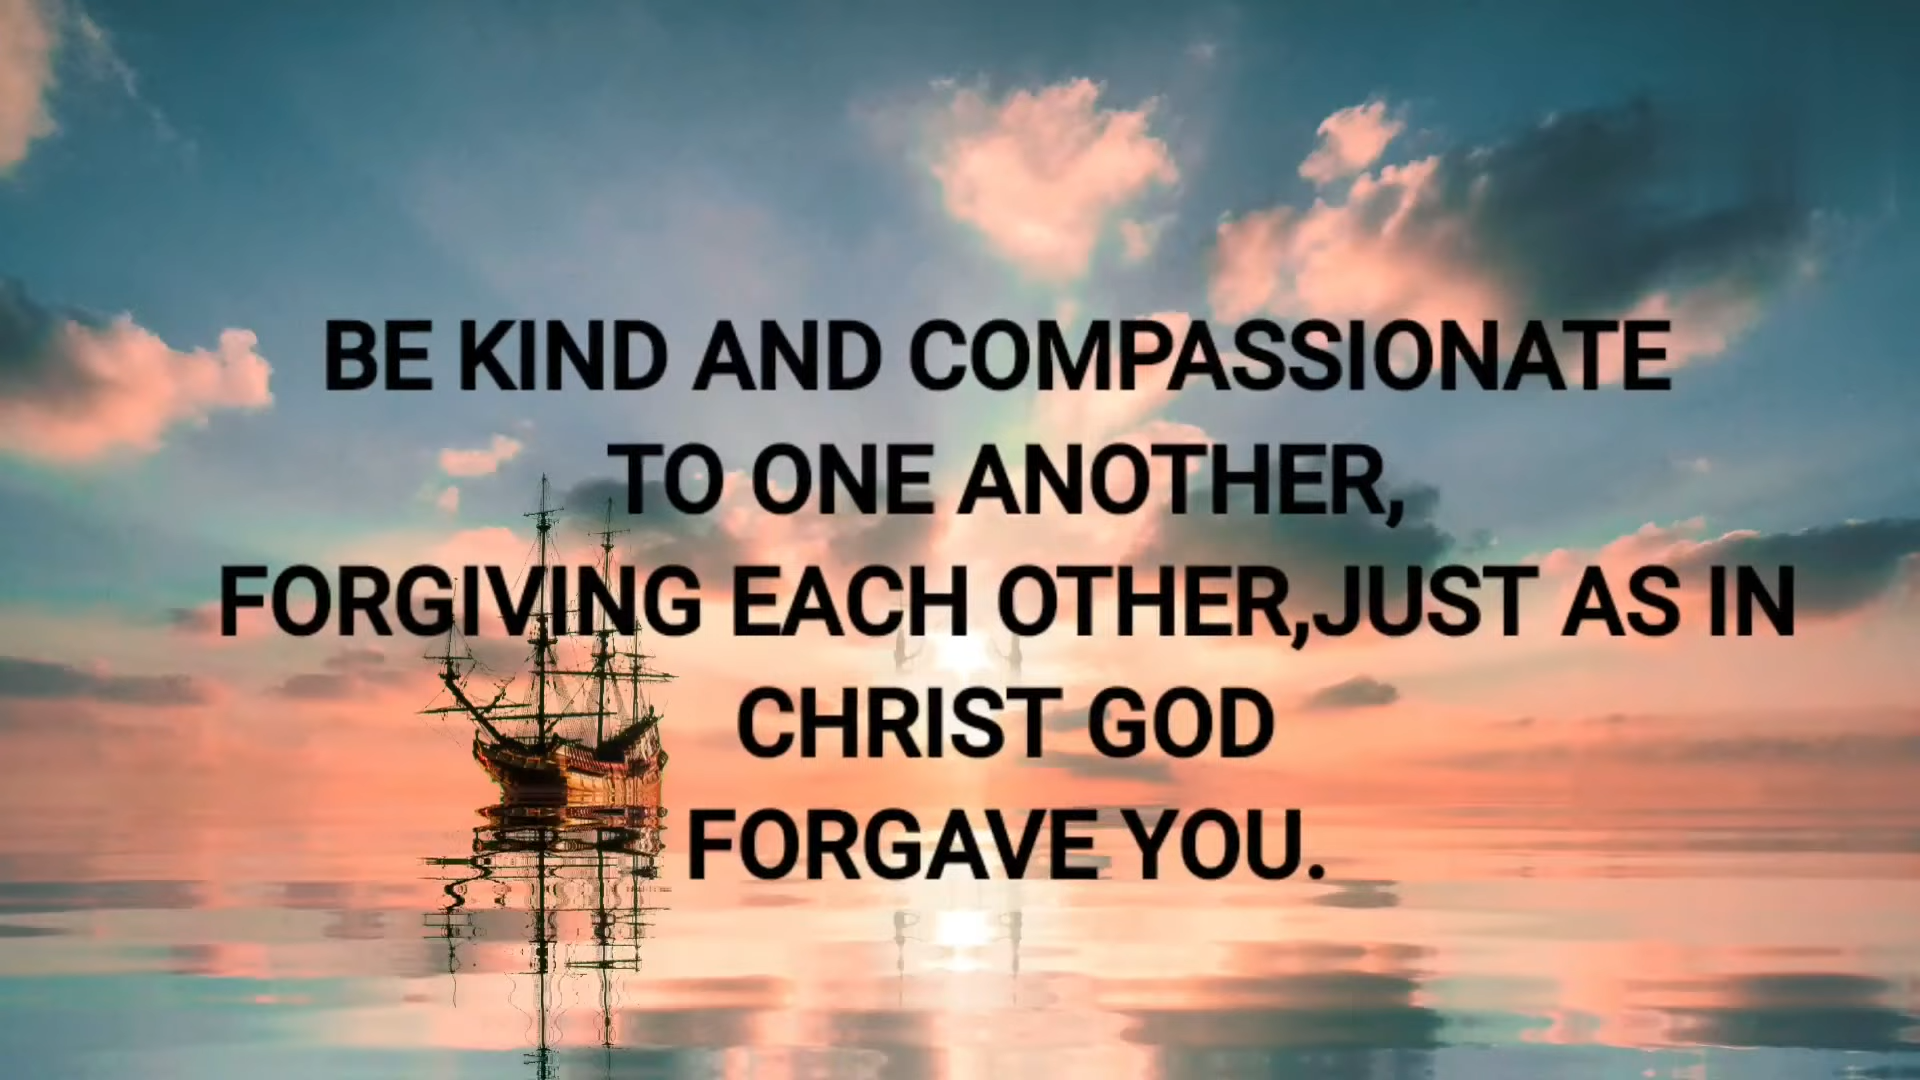 BE KIND AND COMPASSIONATE
TO ONE ANOTHER,
FORGIVING EACH OTHER,JUST AS IN
CHRIST GOD
FORGAVE YOU.